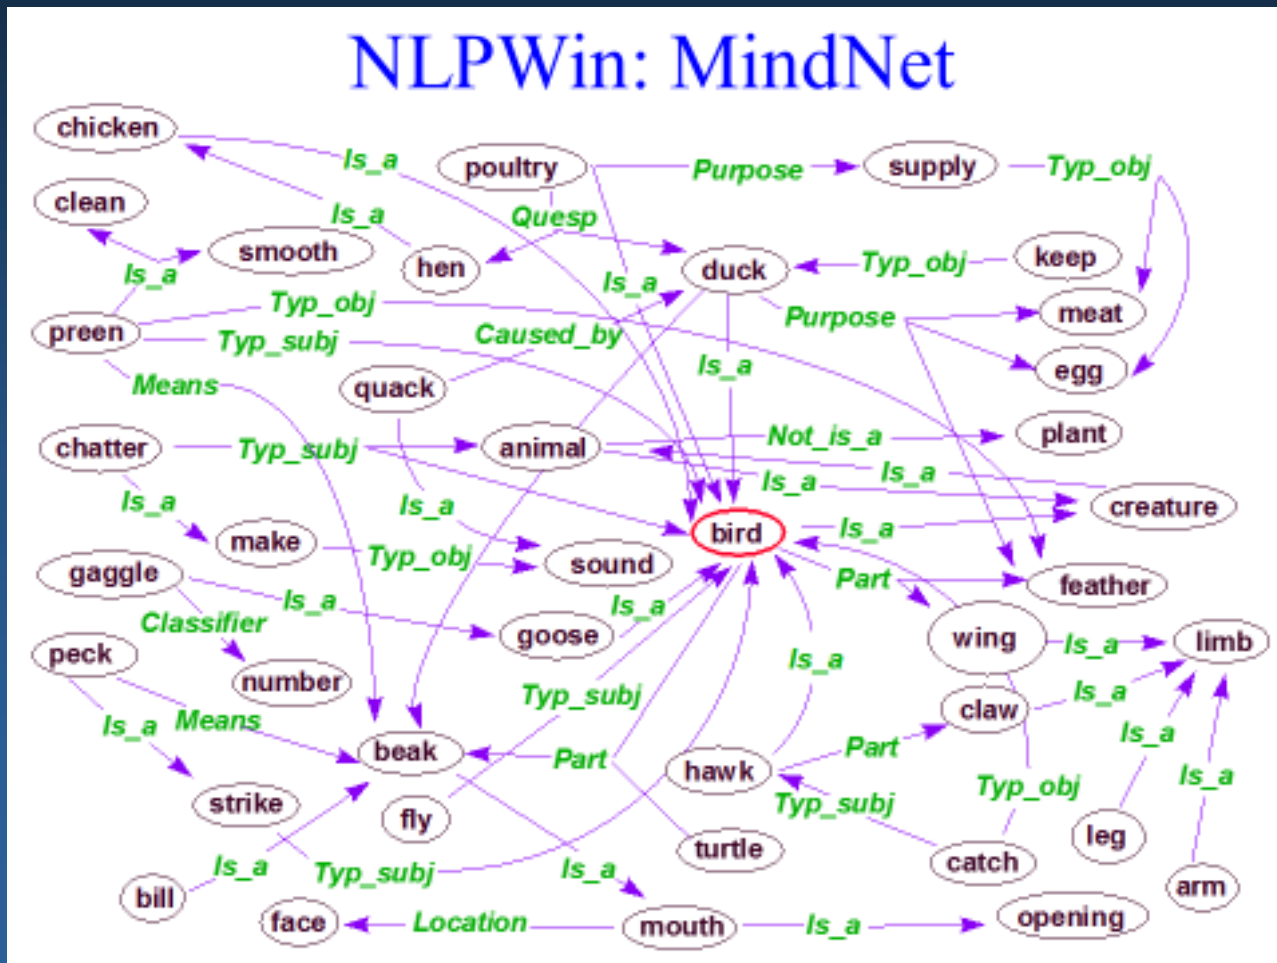 NLPWin: MindNet
chicken
Is_a
poultry
Purpose
supply
Typ_obj
clean
Is_a
Quesp
smooth
hen
duck
Typ_obj
keep
Is_a
Typ_obj
Is_a
Purpose
meat
preen
Typ_subj
Caused_by
Means
quack
Is_a
egg
chatter
Typ_subj
animal
Not_is_a
plant
Is_a
Is_a
Is_a
Is_a
creature
make
Typ_obj
sound
bird
Is_a
gaggle
Is_a
Is_a
Part
feather
Classifier
goose
wing
Is_a
limb
peck
number
Typ_subj
Is_a
claw
Is_a
Is_a
Means
beak
Part
hawk
Part
Is_a
Is_a
strike
fly
Typ_subj
Typ_obj
leg
turtle
catch
Is_a
Typ_subj
Is_a
bill
arm
face
Location
mouth
Is_a
opening